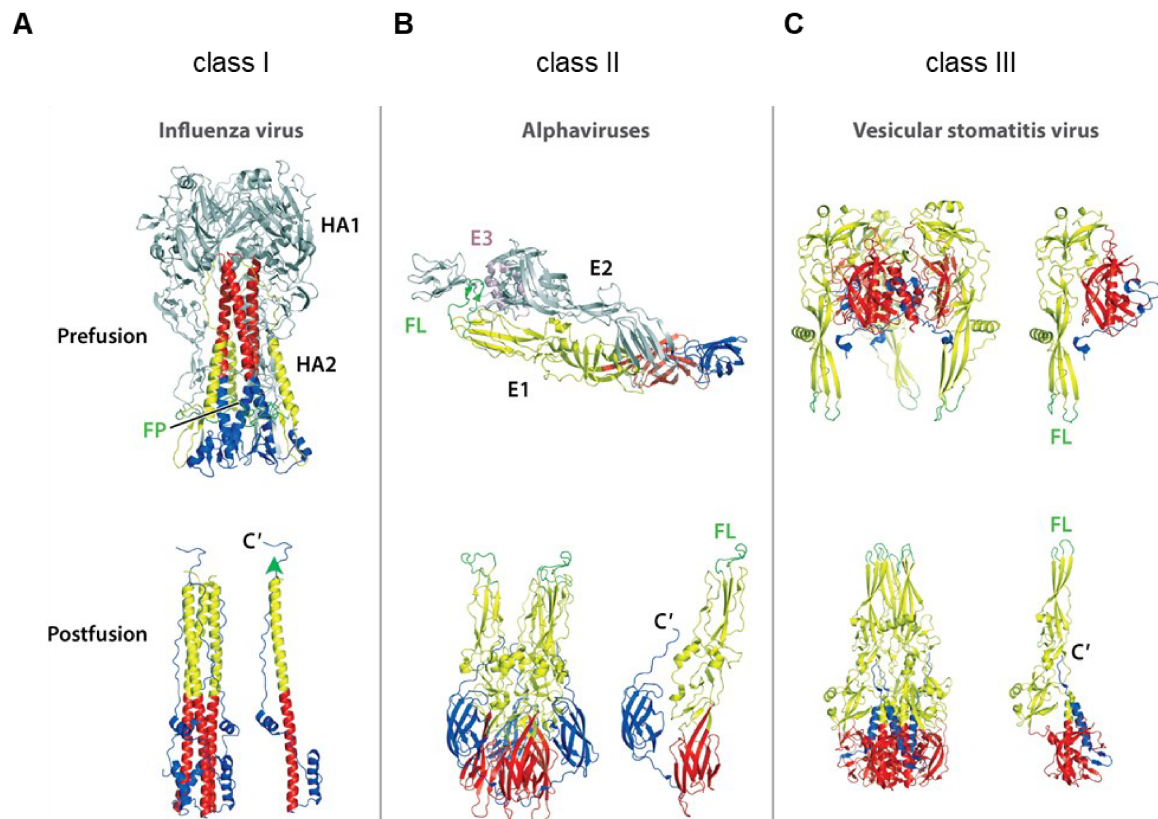 A
class I
Influenza virus
HA1
Prefusion
HA2
FP
C′
Postfusion
B
class II
Alphaviruses
E3
E2
FL
E1
FL
C′
C
class III
Vesicular stomatitis virus
FL
FL
C′